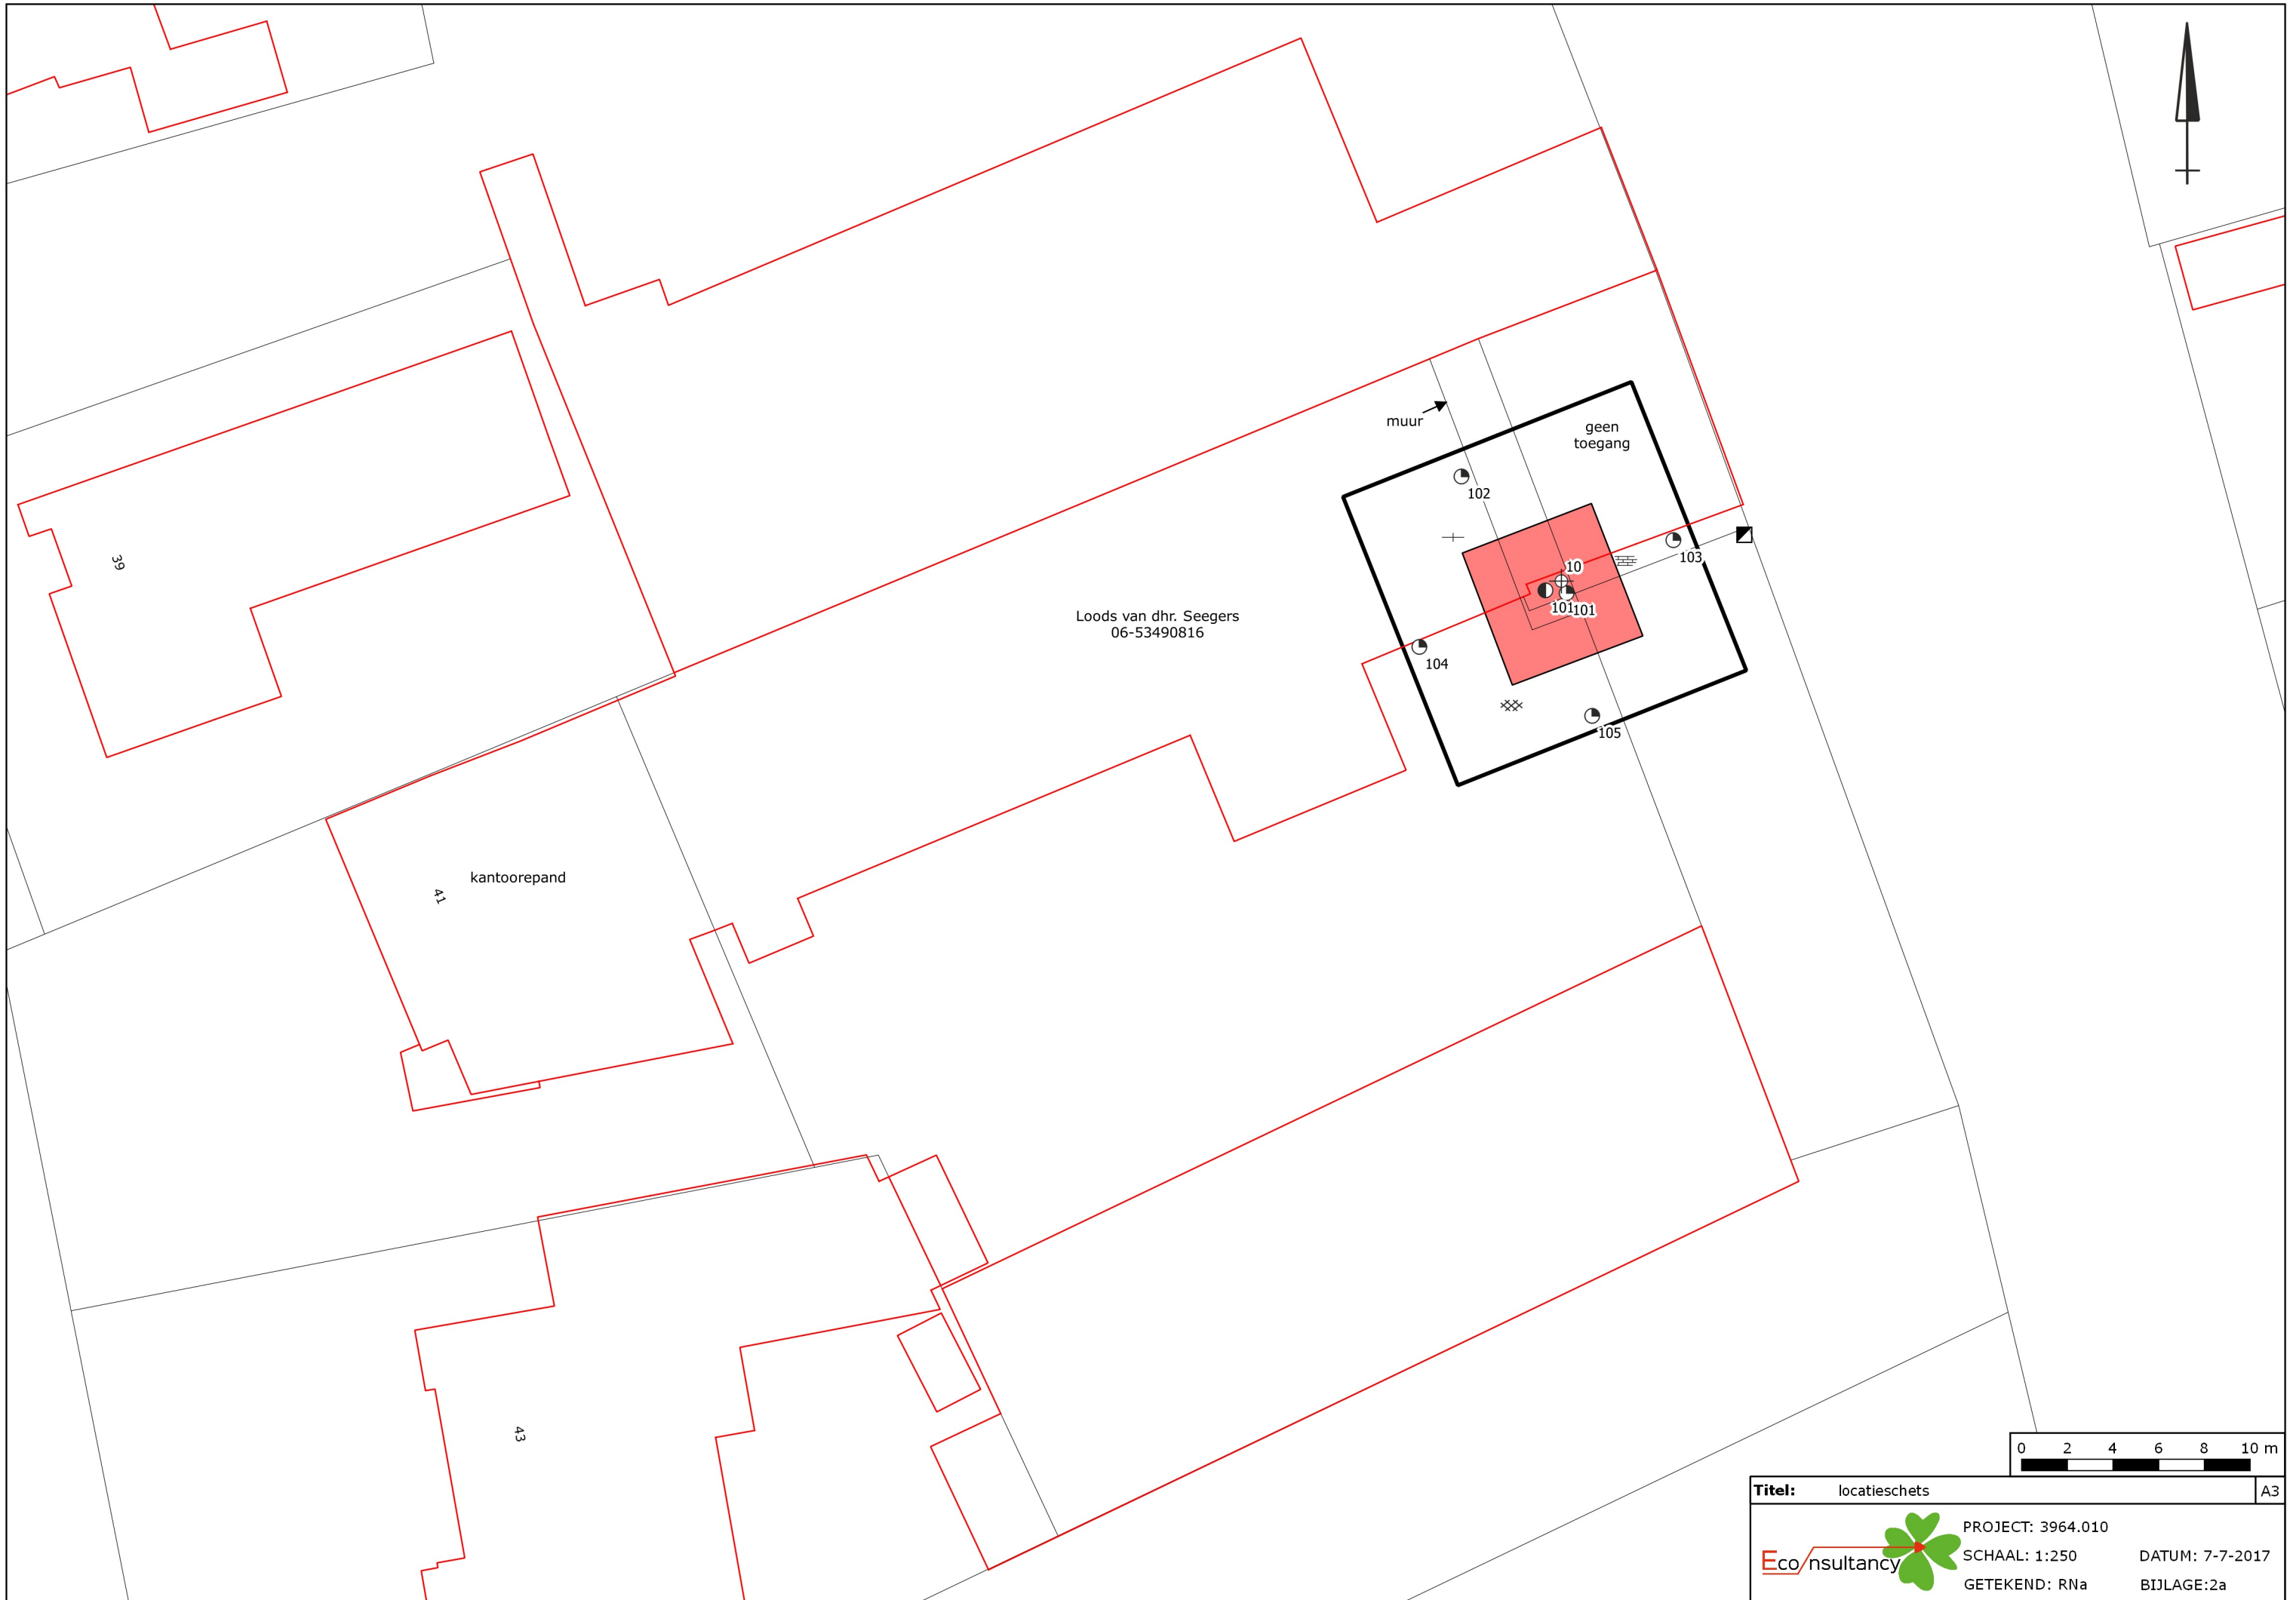 muur
geen
toegang
102
103
10
101
101
104
105
Loods van dhr. Seegers
06-53490816
39
kantoorepand
41
43
0 2 4 6 8 10 m
Titel: locatieschets A3
Econsultancy
PROJECT: 3964.010
SCHAAL: 1:250 DATUM: 7-7-2017
GETEKEND: RNa BIJLAGE:2a